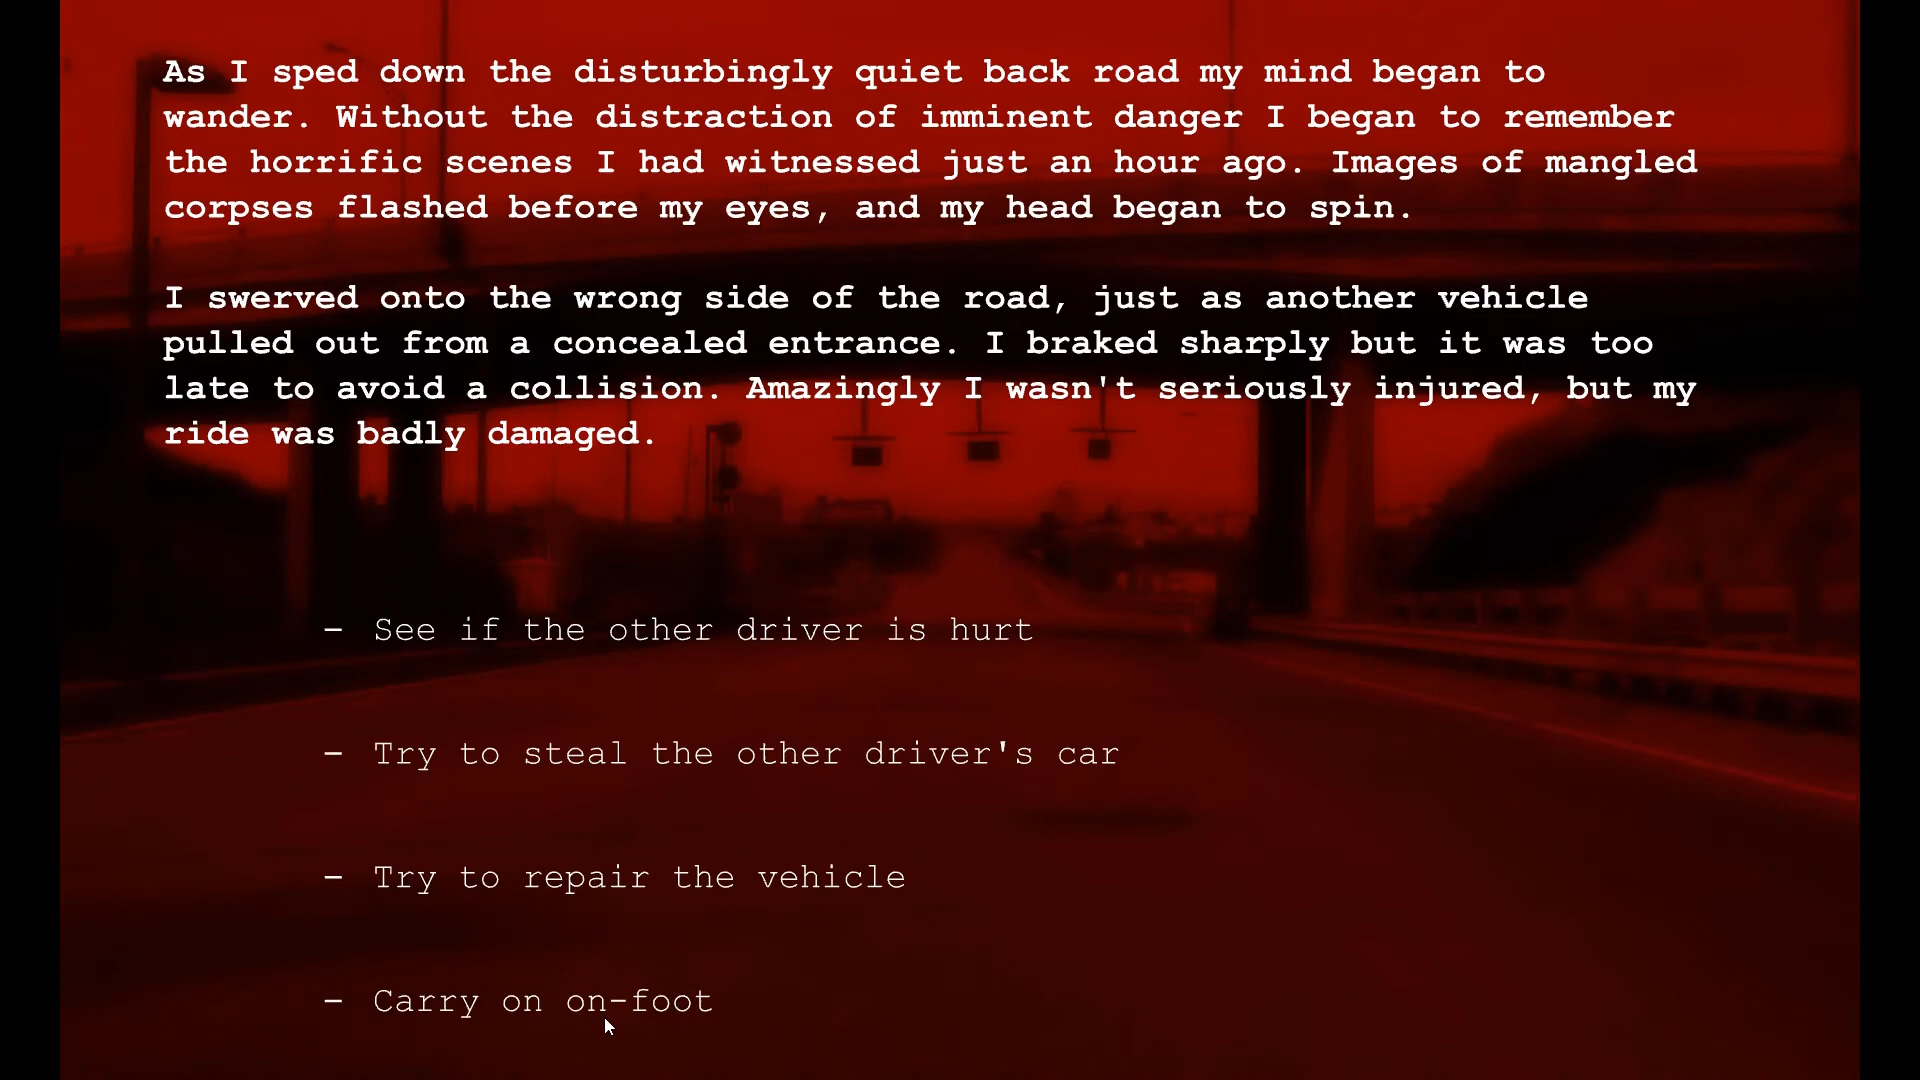 As I sped down the disturbingly quiet back road my mind began to
wander. Without the distraction of imminent danger I began to remember
the horrific scenes I had witnessed just an hour ago. Images of mangled
corpses flashed before my eyes, and my head began to spin.
I swerved onto the wrong side of the road, just as another vehicle
pulled out from a concealed entrance. I braked sharply but it was too
late to avoid a collision. Amazingly I wasn't seriously injured, but my
ride was badly damaged.
- See if the other driver is hurt
- Try to steal the other driver's car
- Try to repair the vehicle
- Carry on on-foot